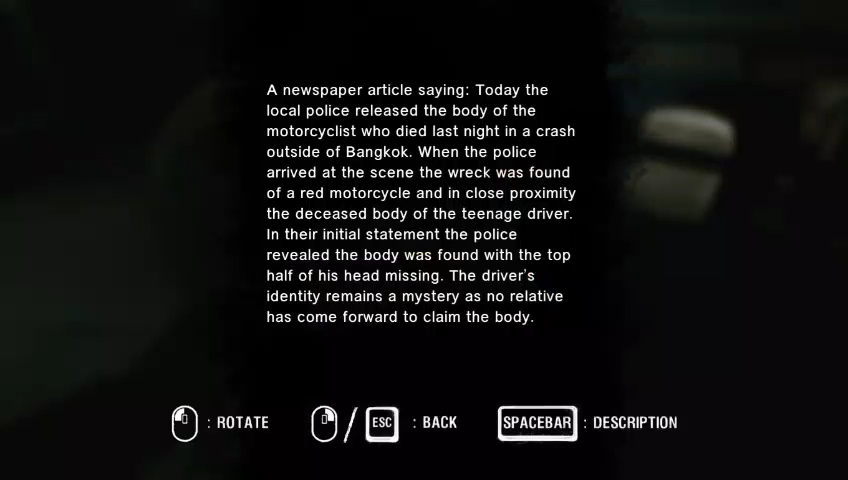 A newspaper article saying: Today the
local police released the body of the
motorcyclist who died last night in a crash
outside of Bangkok. When the police
arrived at the scene the wreck was found
of a red motorcycle and in close proximity
the deceased body of the teenage driver.
In their initial statement the police
revealed the body was found with the top
half of his head missing. The driver's
identity remains a mystery as no relative
has come forward to claim the body.
: ROTATE / ESC : BACK SPACEBAR : DESCRIPTION